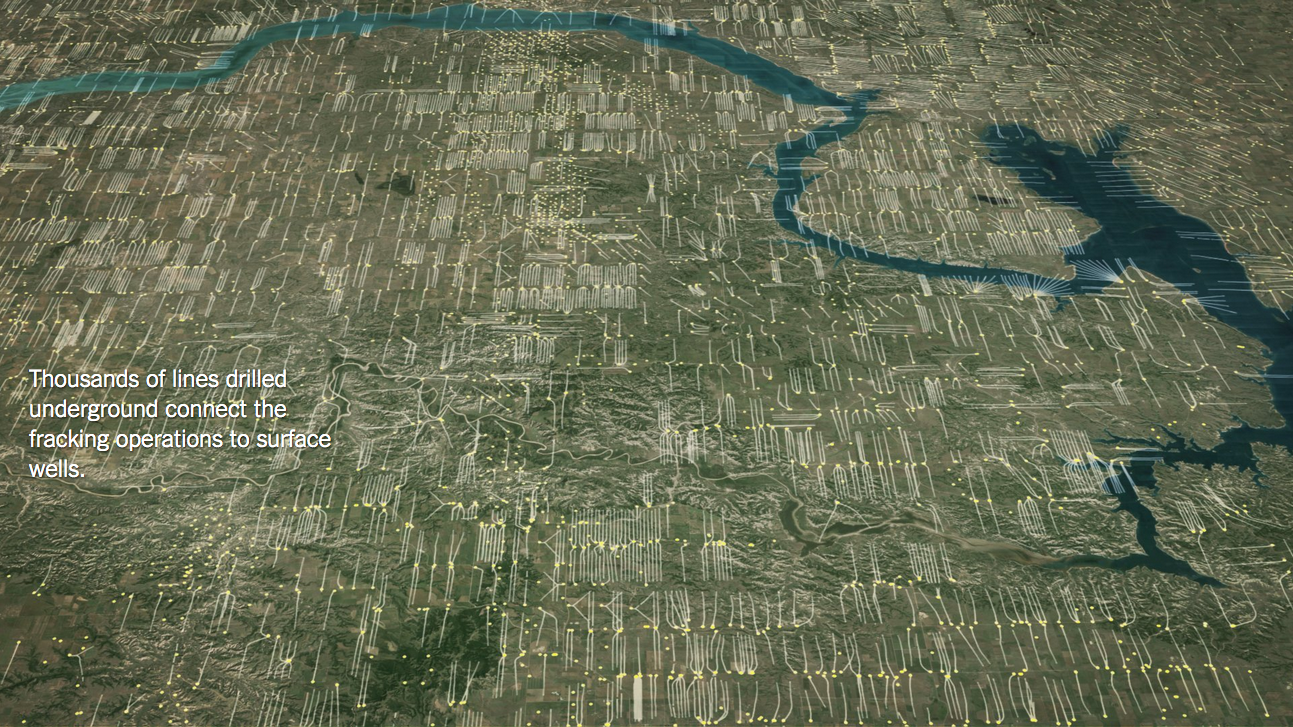 Thousands of lines drilled
underground connect the
fracking operations to surface
wells.